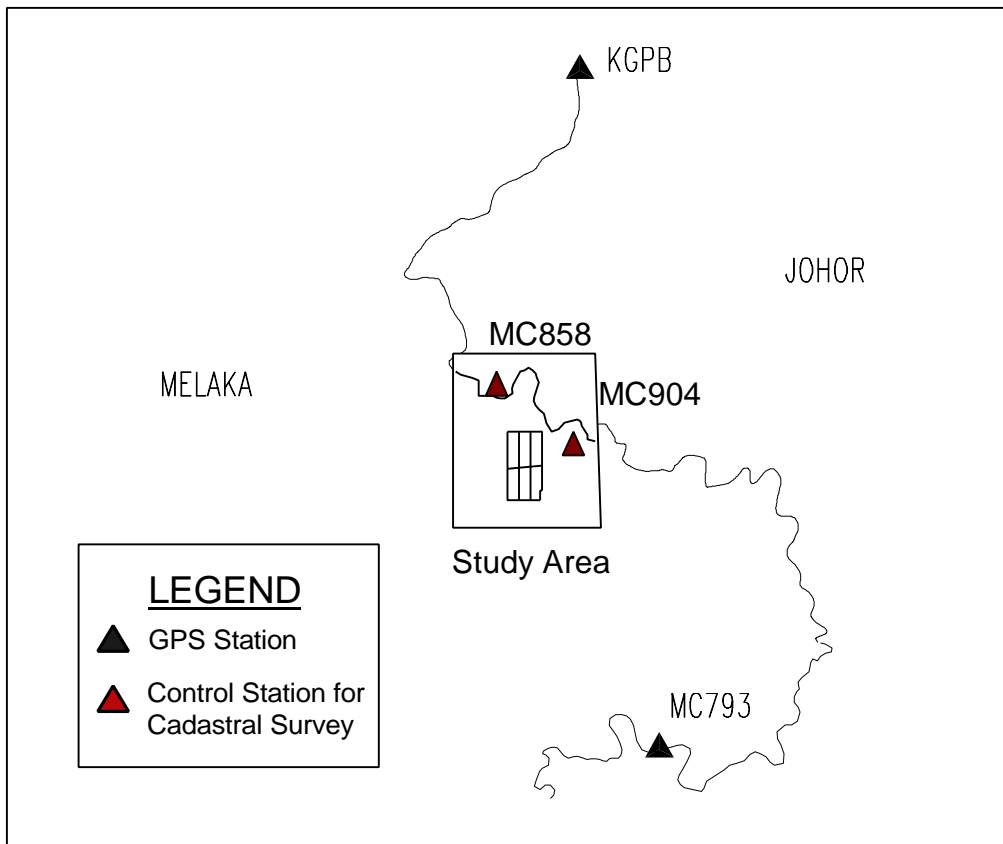 KGPB
JOHOR
MC858
MELAKA
MC904
Study Area
LEGEND
GPS Station
Control Station for
Cadastral Survey
MC793